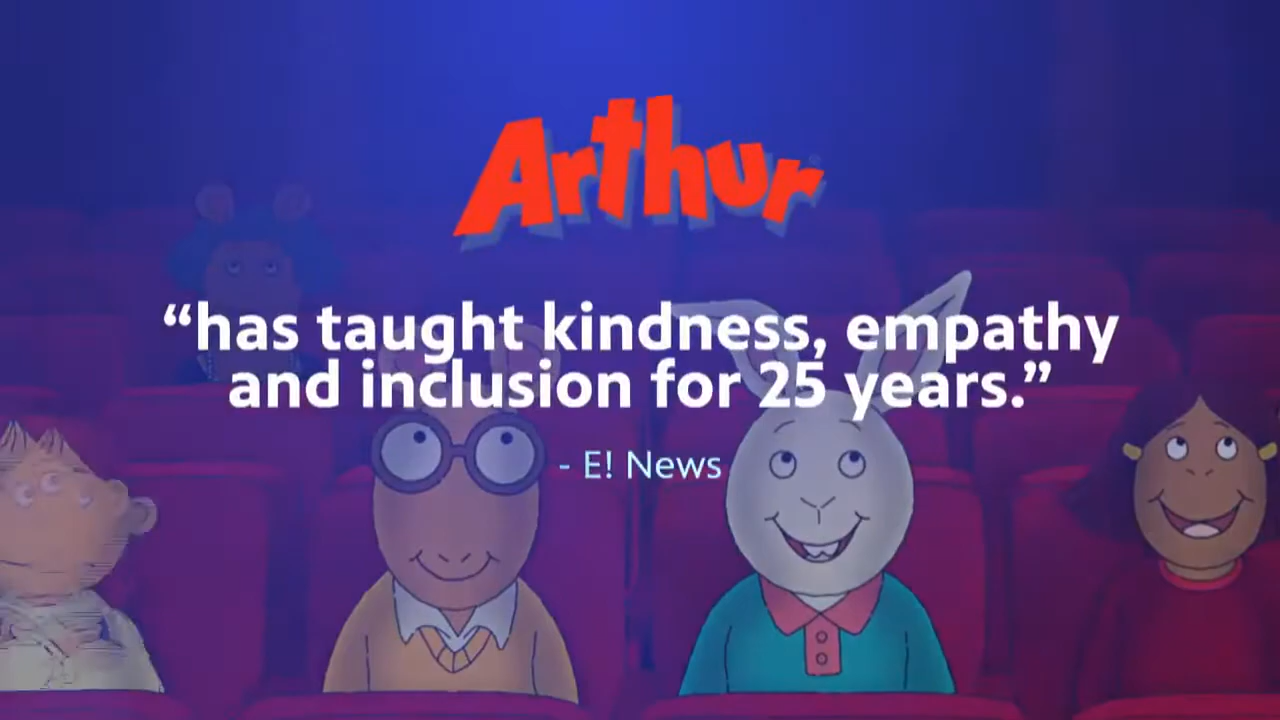 Arthur
“has taught kindness, empathy
and inclusion for 25 years.”
- E! News